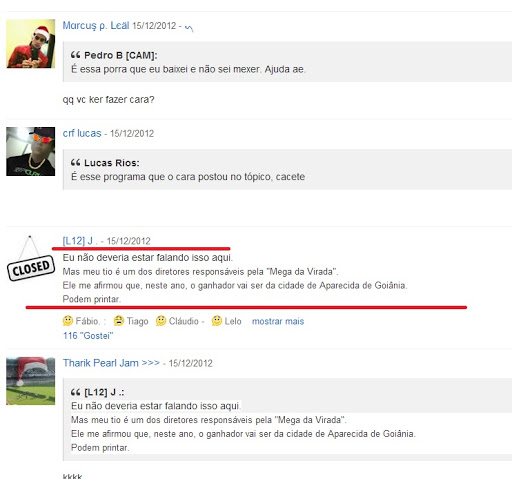 Mαrcuş ρ. Lєäl 15/12/2012 -
“ Pedro B [CAM]:
É essa porra que eu baixei e não sei mexer. Ajuda ae.
qq vc ker fazer cara?
crf lucas - 15/12/2012
“ Lucas Rios:
É esse programa que o cara postou no tópico, cacete
CLOSED
[L12] J . - 15/12/2012
Eu não deveria estar falando isso aqui.
Mas meu tio é um dos diretores responsáveis pela "Mega da Virada".
Ele me afirmou que, neste ano, o ganhador vai ser da cidade de Aparecida de Goiânia.
Podem printar.
Fábio. : Tiago Cláudio - Lelo mostrar mais
116 "Gostei"
Tharik Pearl Jam >>> - 15/12/2012
“ [L12] J .:
Eu não deveria estar falando isso aqui.
Mas meu tio é um dos diretores responsáveis pela "Mega da Virada".
Ele me afirmou que, neste ano, o ganhador vai ser da cidade de Aparecida de Goiânia.
Podem printar.
kkkk